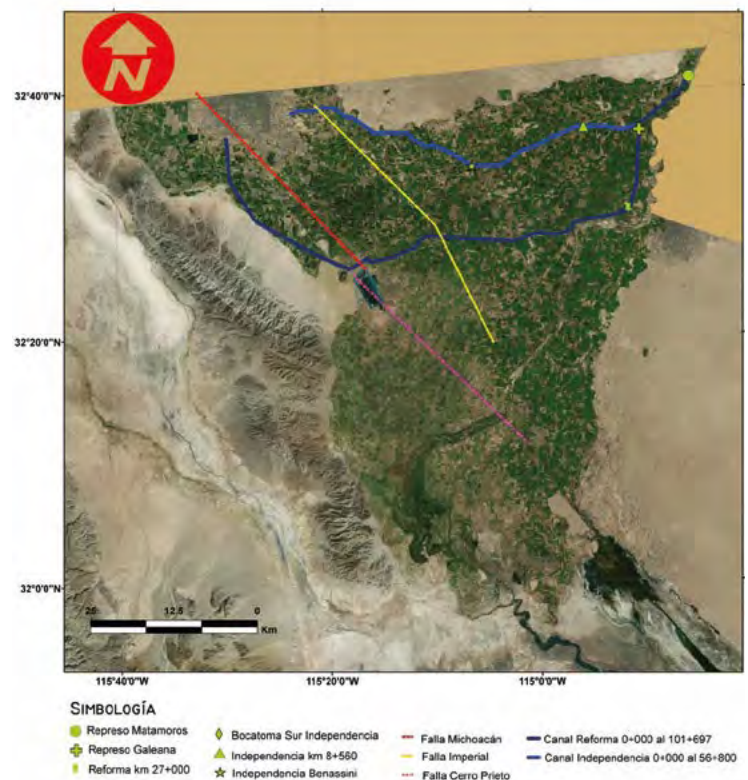 N
32°40'0"N
32°20'0"N
32°0'0"N
25 12.5 0
Km
115°40'0"W 115°20'0"W 115°0'0"W
SIMBOLOGÍA
Represo Matamoros
Represo Galeana
Reforma km 27+000
Bocatoma Sur Independencia
Independencia km 8+560
Independencia Benassini
Falla Michoacán
Falla Imperial
Falla Cerro Prieto
Canal Reforma 0+000 al 101+697
Canal Independencia 0+000 al 56+800